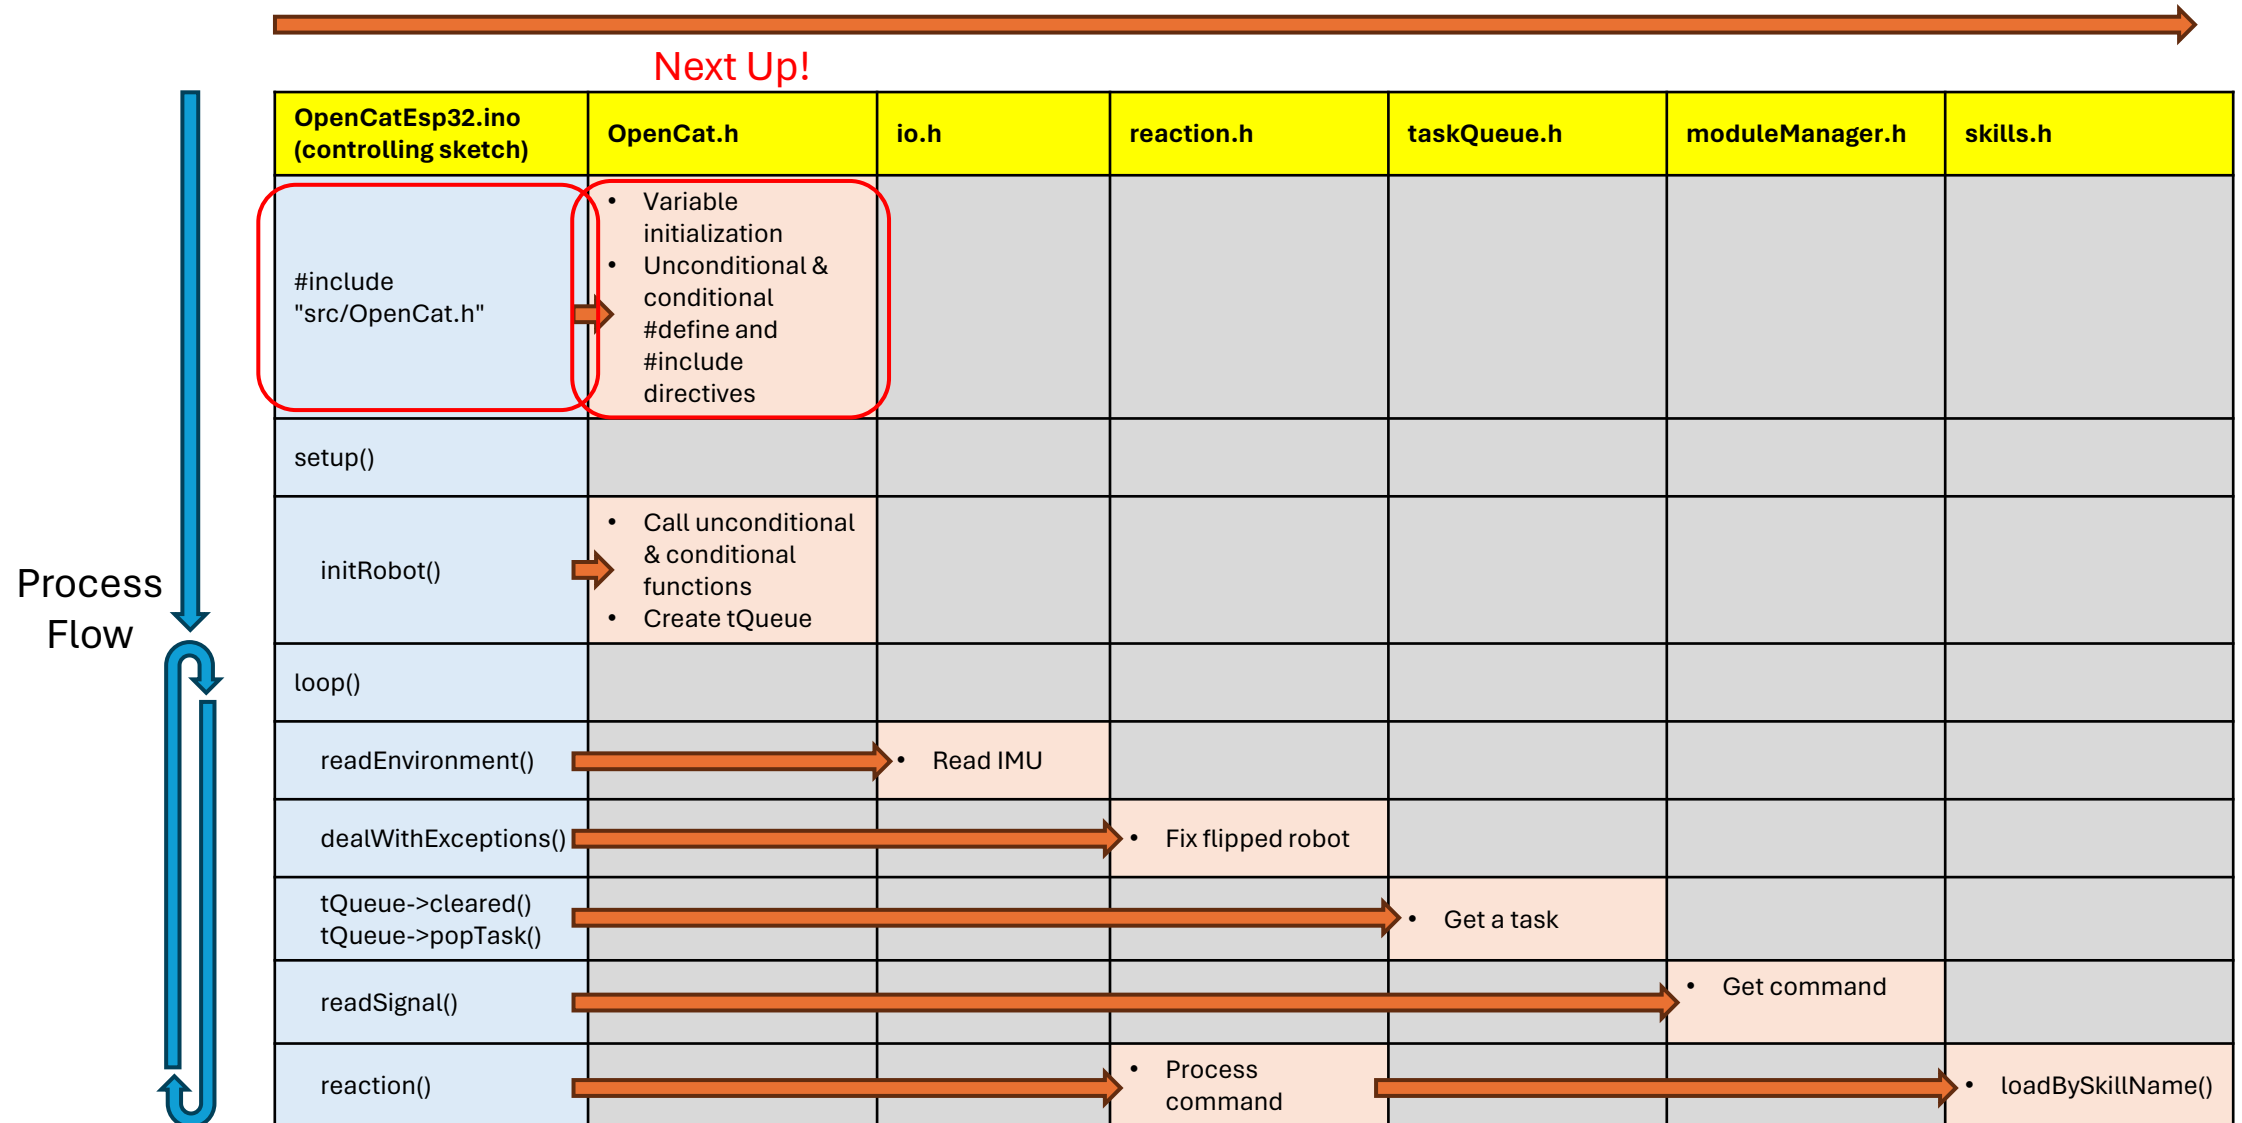 Next Up!
OpenCatEsp32.ino
(controlling sketch)
OpenCat.h
io.h
reaction.h
taskQueue.h
moduleManager.h
skills.h
#include
"src/OpenCat.h"
• Variable
initialization
• Unconditional &
conditional
#define and
#include
directives
setup()
initRobot()
• Call unconditional
& conditional
functions
• Create tQueue
Process
Flow
loop()
readEnvironment()
• Read IMU
dealWithExceptions()
• Fix flipped robot
tQueue->cleared()
tQueue->popTask()
• Get a task
readSignal()
• Get command
reaction()
• Process
command
• loadBySkillName()